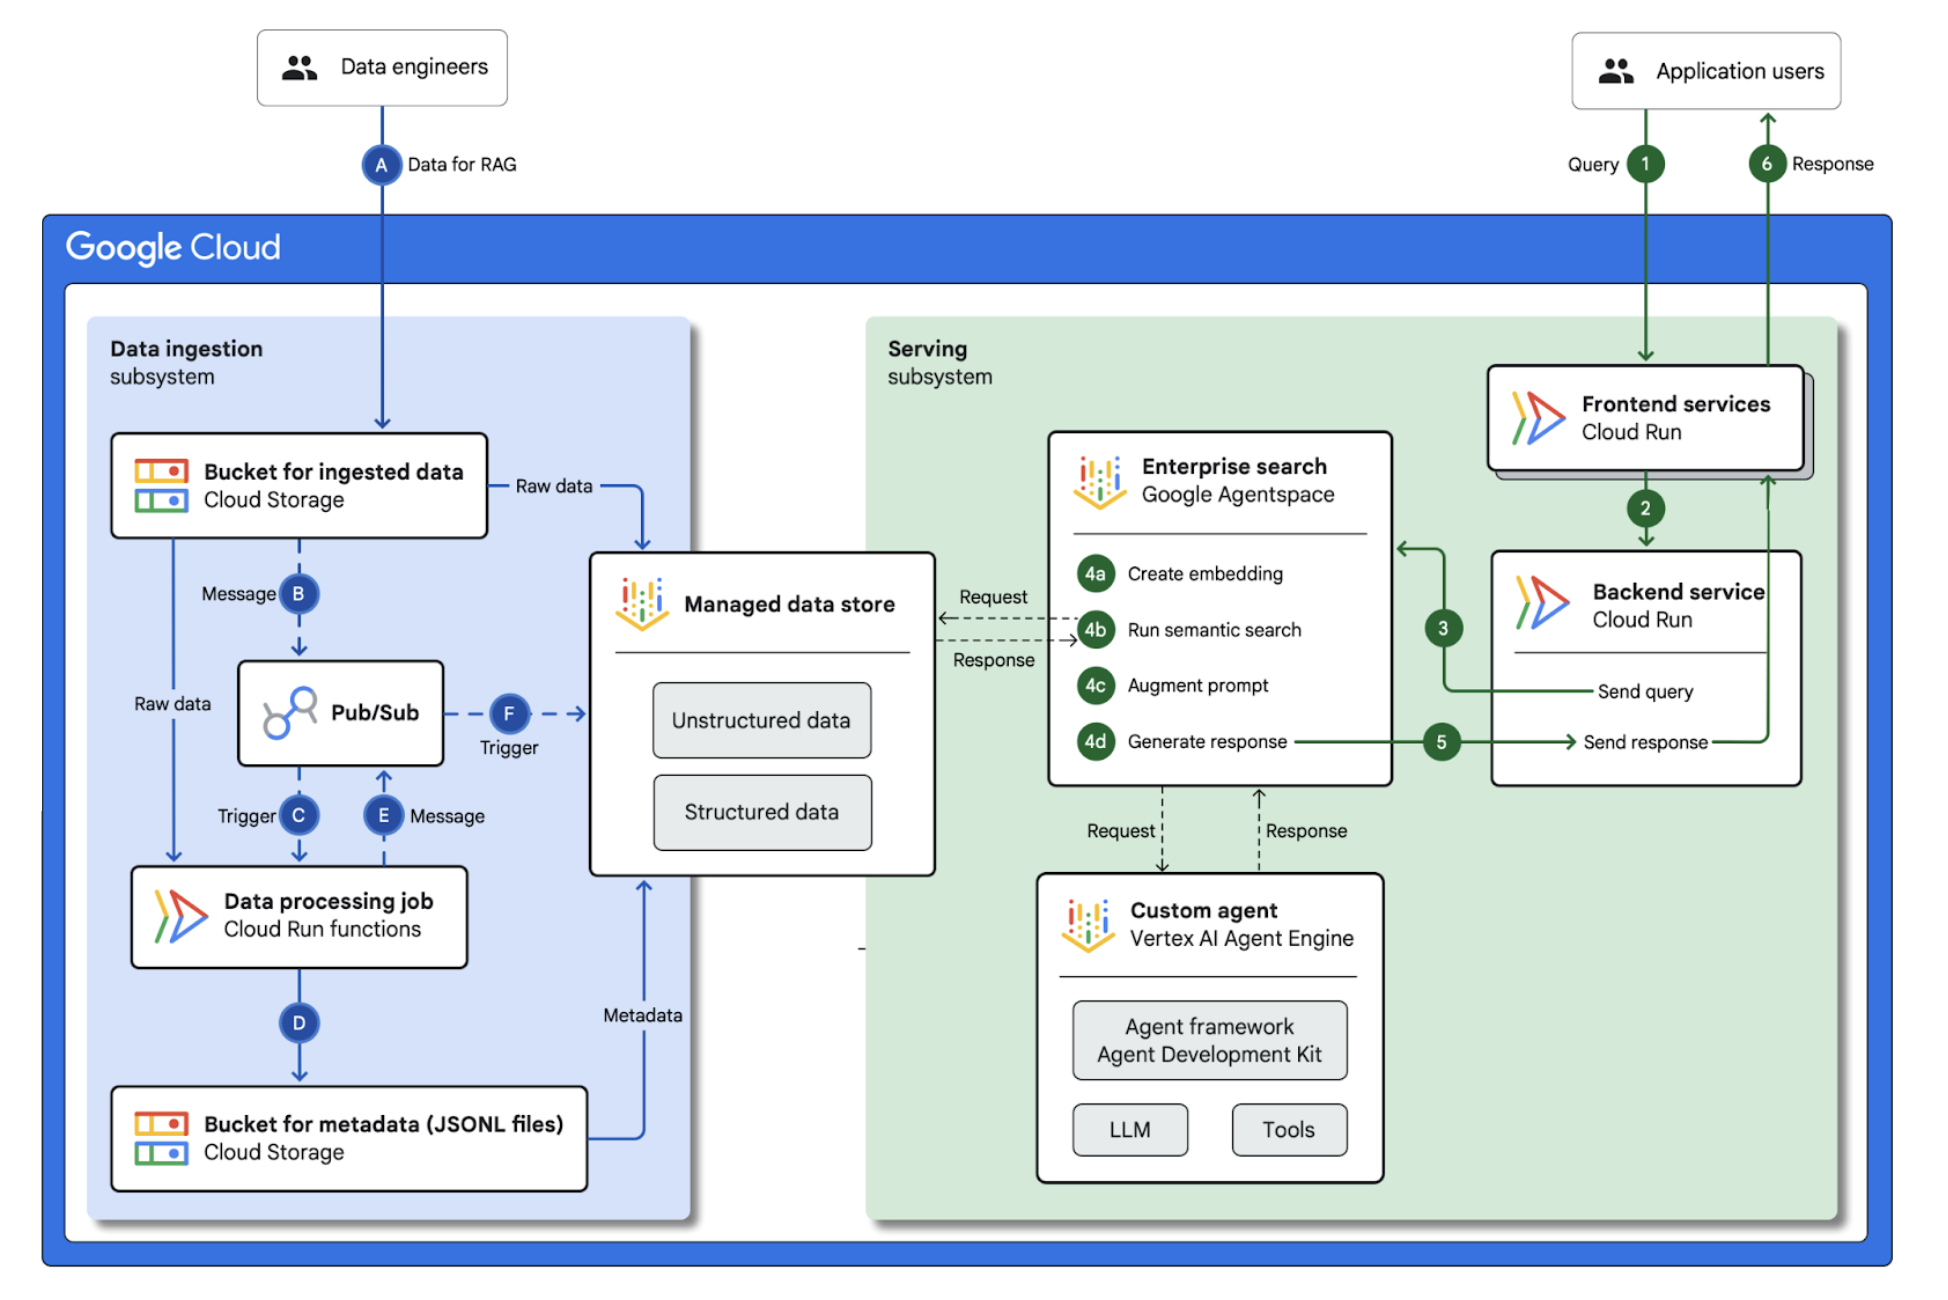 Data engineers
Application users
A
Data for RAG
Query
1
6
Response
Google Cloud
Data ingestion
subsystem
Bucket for ingested data
Cloud Storage
Raw data
Message
B
Raw data
Pub/Sub
F
Trigger
Trigger
C
E
Message
Data processing job
Cloud Run functions
D
Metadata
Bucket for metadata (JSONL files)
Cloud Storage
Managed data store
Unstructured data
Structured data
Serving
subsystem
Request
Response
Enterprise search
Google Agentspace
4a
Create embedding
4b
Run semantic search
4c
Augment prompt
4d
Generate response
Frontend services
Cloud Run
2
Backend service
Cloud Run
3
Send query
5
Send response
Request
Response
Custom agent
Vertex AI Agent Engine
Agent framework
Agent Development Kit
LLM
Tools